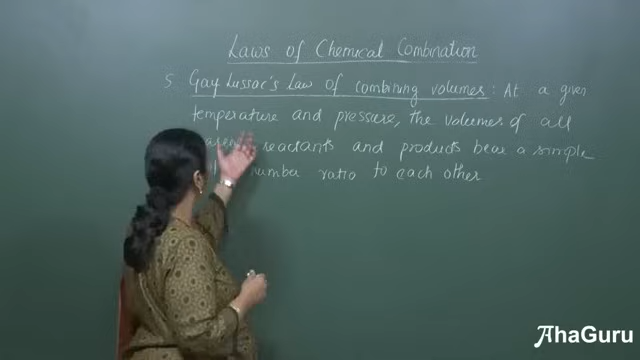 Laws of Chemical Combination
5 Gay Lussac's Law of combining volumes : At a given
temperature and pressure, the volumes of all
reactants and products bear a simple
number ratio to each other
AhaGuru